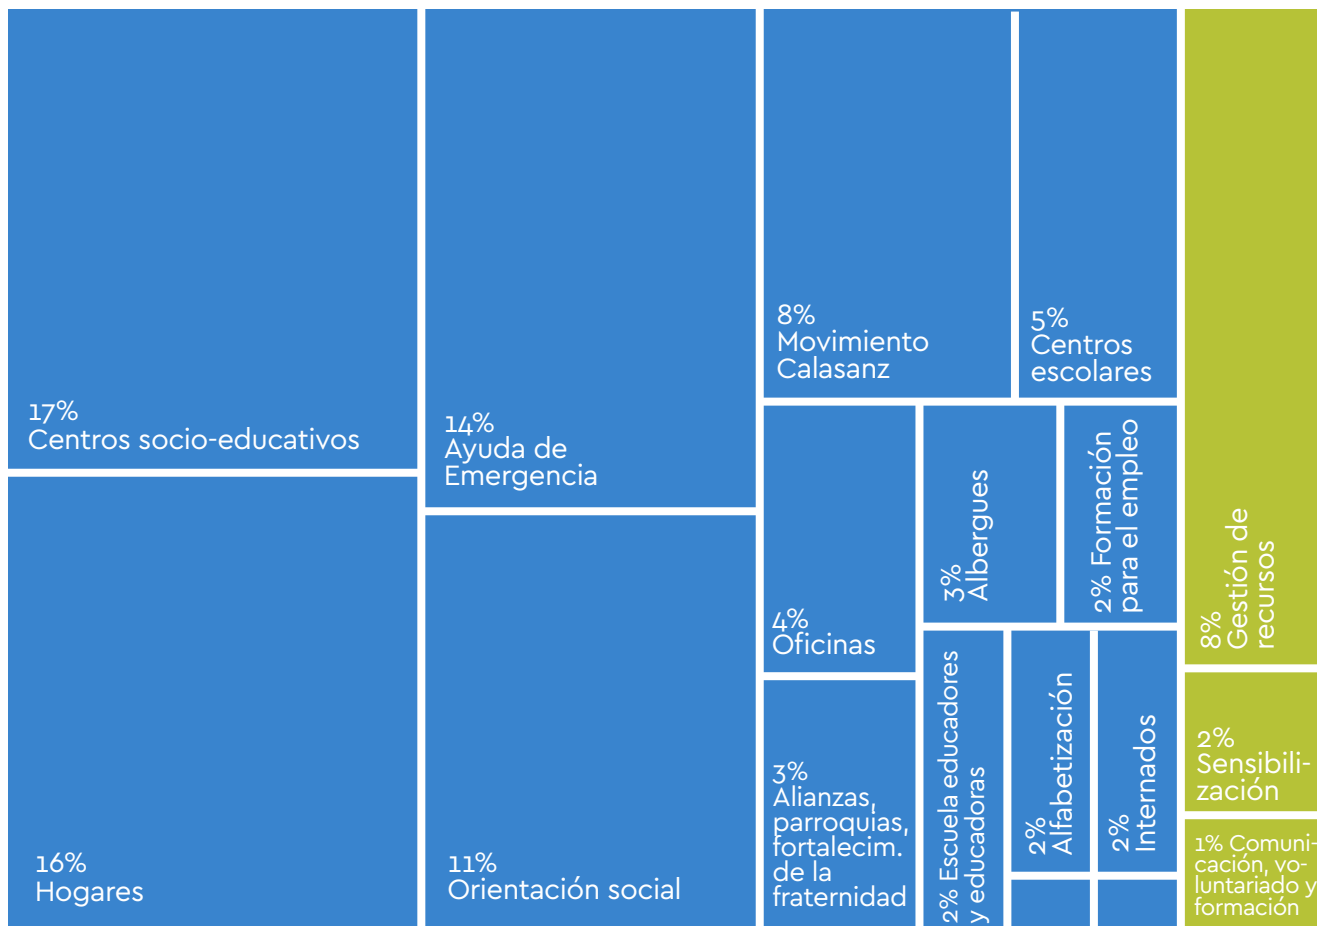 17%
Centros socio-educativos
16%
Hogares
14%
Ayuda de
Emergencia
11%
Orientación social
8%
Movimiento
Calasanz
5%
Centros
escolares
4%
Oficinas
3%
Alianzas,
parroquias,
fortalecim.
de la
fraternidad
3%
Albergues
2% Formación
para el empleo
2% Escuela educadores
y educadoras
2%
Alfabetización
2%
Internados
8%
Gestión de
recursos
2%
Sensibili-
zación
1% Comuni-
cación, vo-
luntariado y
formación